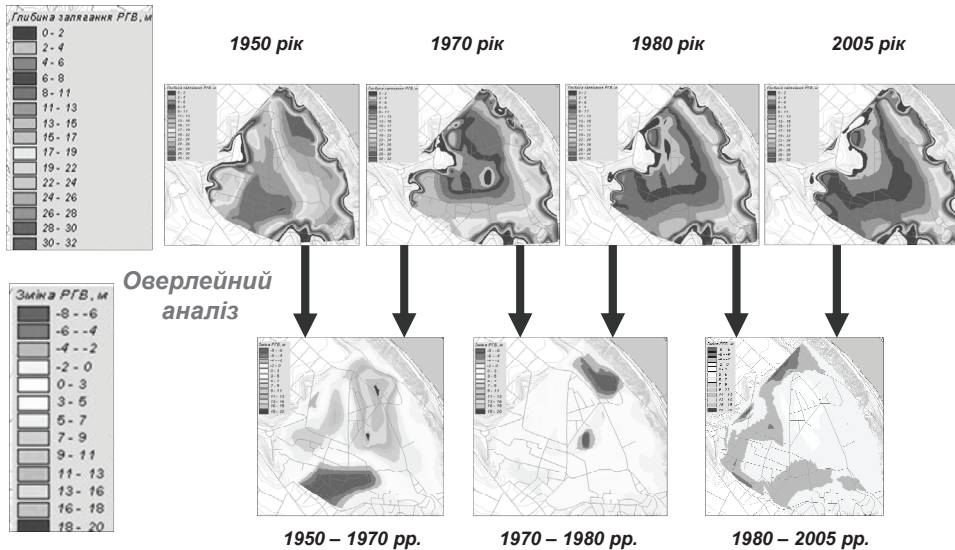 Глибина залягання РГВ, м
0 - 2
2 - 4
4 - 6
6 - 8
8 - 11
11 - 13
13 - 15
15 - 17
17 - 19
19 - 22
22 - 24
24 - 26
26 - 28
28 - 30
30 - 32
1950 рік
1970 рік
1980 рік
2005 рік
Оверлейний
аналіз
Зміна РГВ, м
-8 - -6
-6 - -4
-4 - -2
-2 - 0
0 - 3
3 - 5
5 - 7
7 - 9
9 - 11
11 - 13
13 - 16
16 - 18
18 - 20
1950 – 1970 рр.
1970 – 1980 рр.
1980 – 2005 рр.